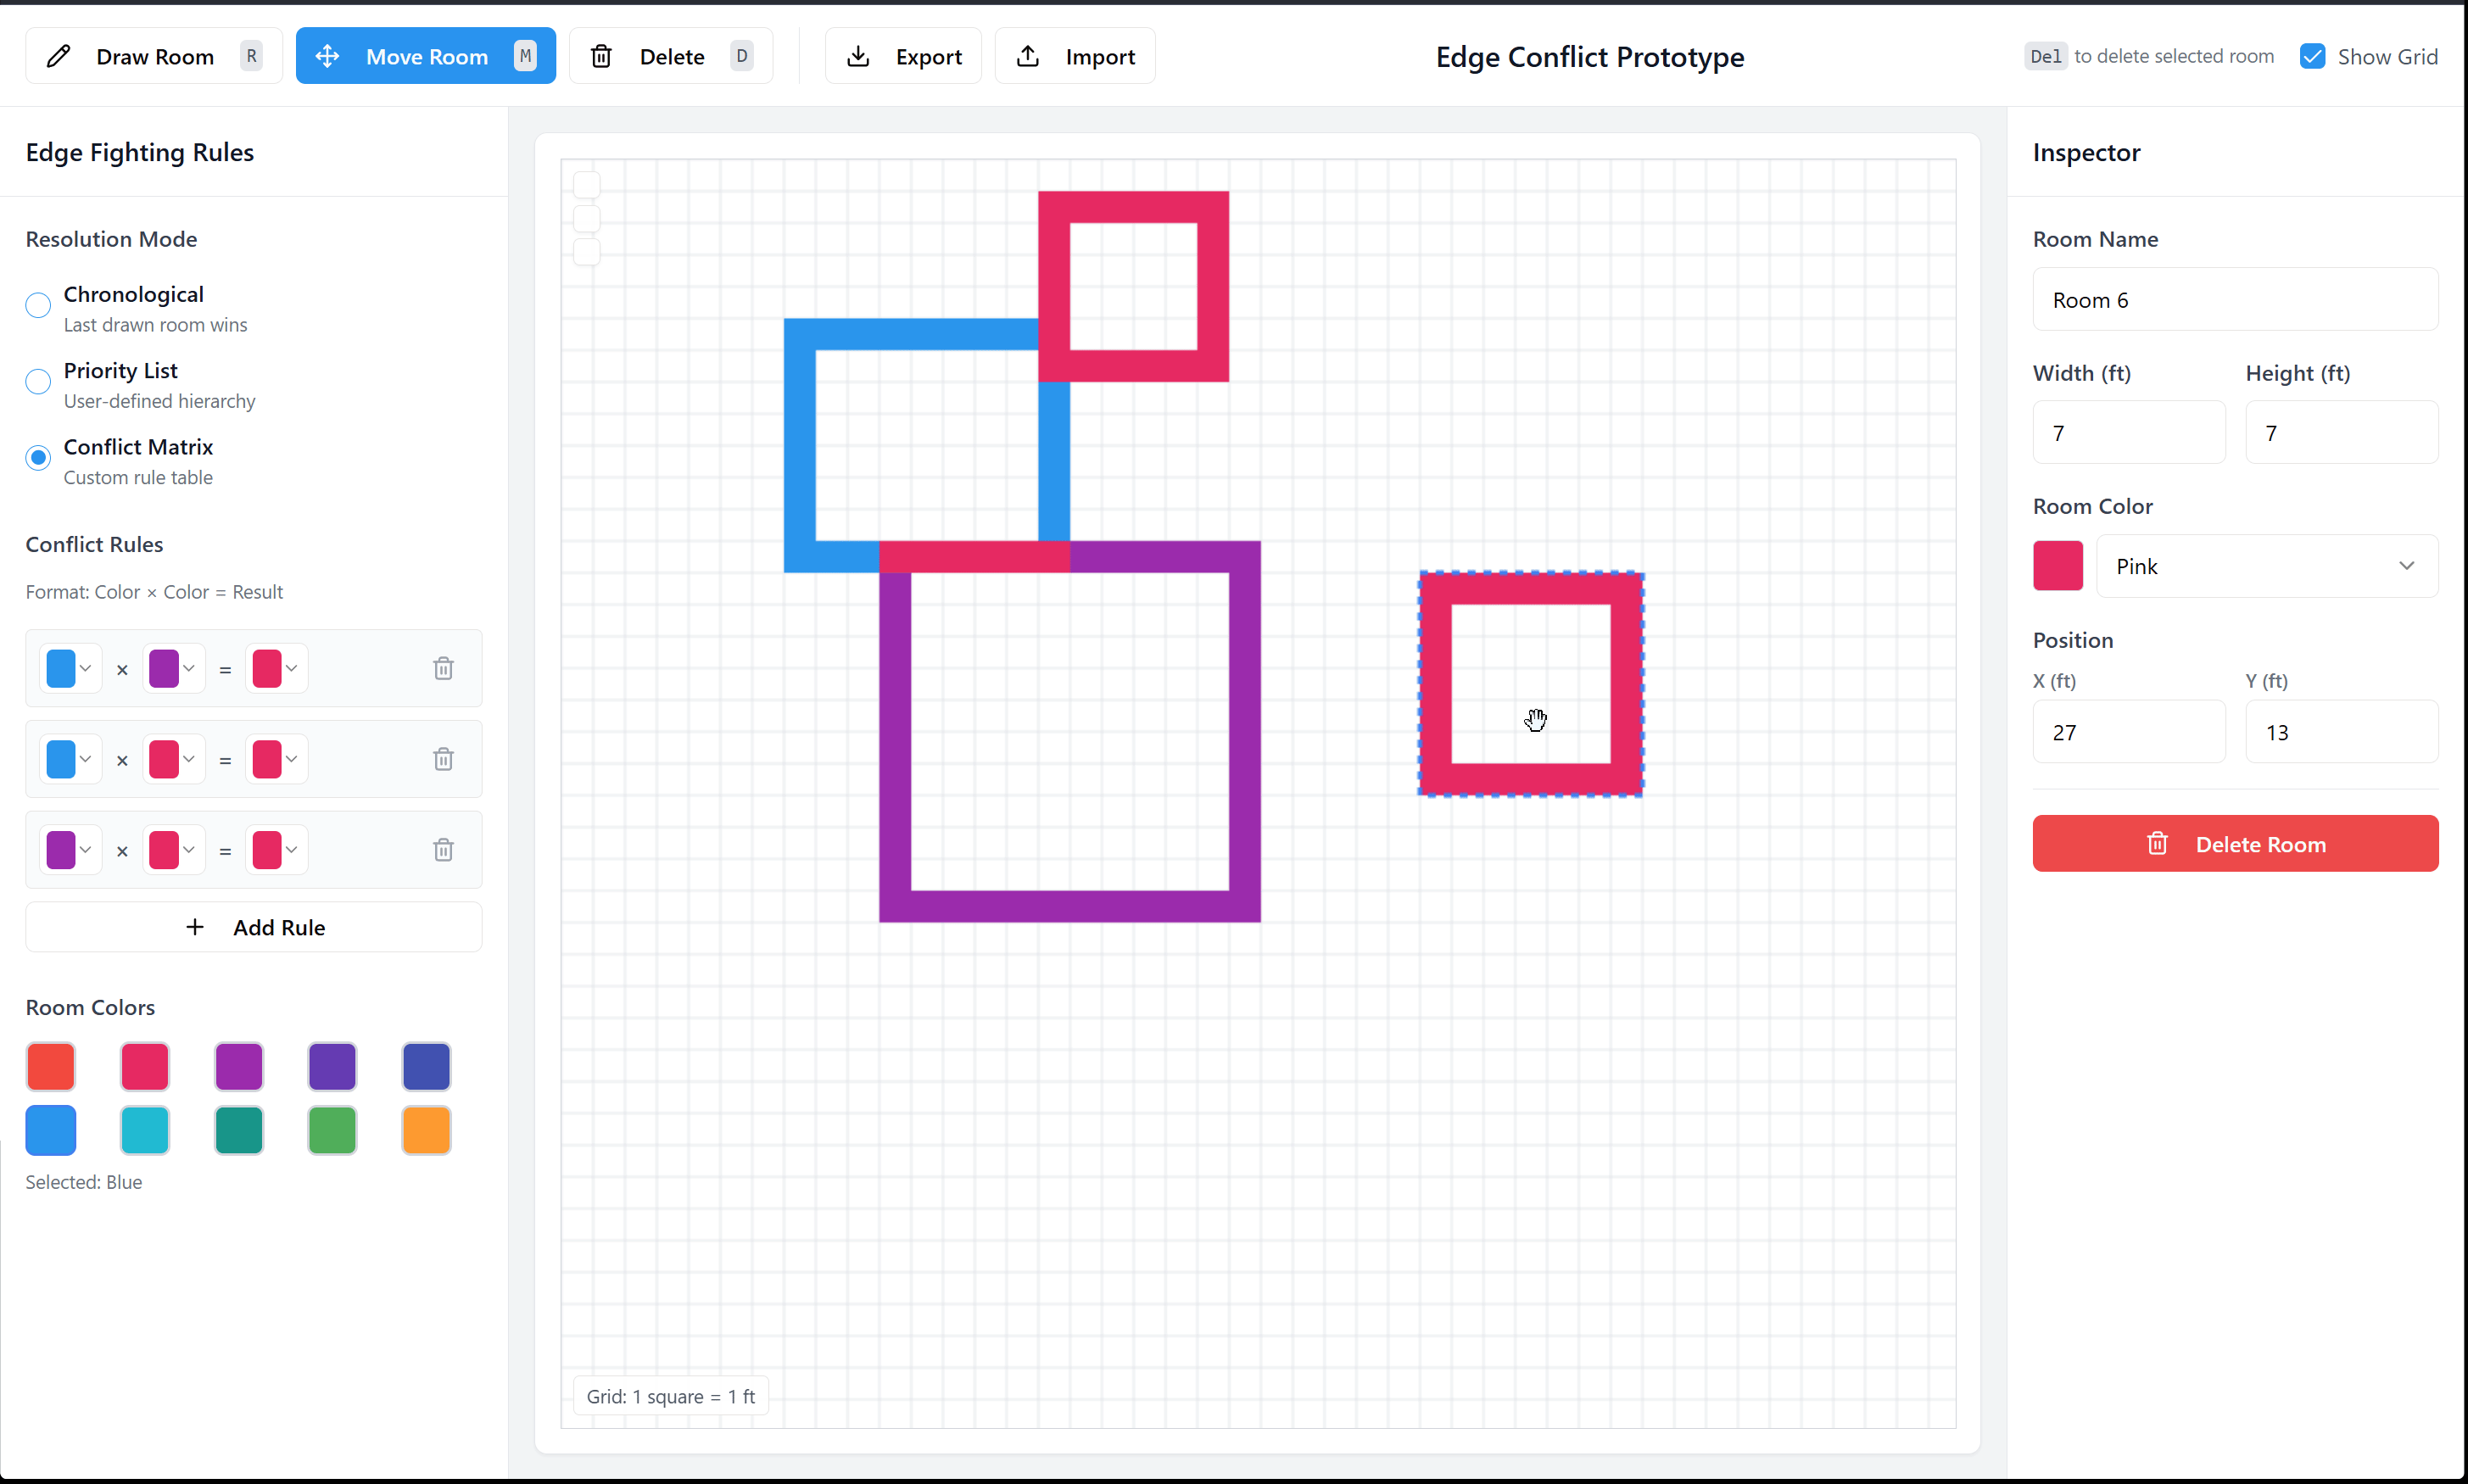 Draw Room R
Move Room M
Delete D
Export
Import
Edge Conflict Prototype
Del to delete selected room
Show Grid
Edge Fighting Rules
Resolution Mode
Chronological
Last drawn room wins
Priority List
User-defined hierarchy
Conflict Matrix
Custom rule table
Conflict Rules
Format: Color × Color = Result
× =
× =
× =
+ Add Rule
Room Colors
Selected: Blue
Grid: 1 square = 1 ft
Inspector
Room Name
Room 6
Width (ft) Height (ft)
7 7
Room Color
Pink
Position
X (ft) Y (ft)
27 13
Delete Room